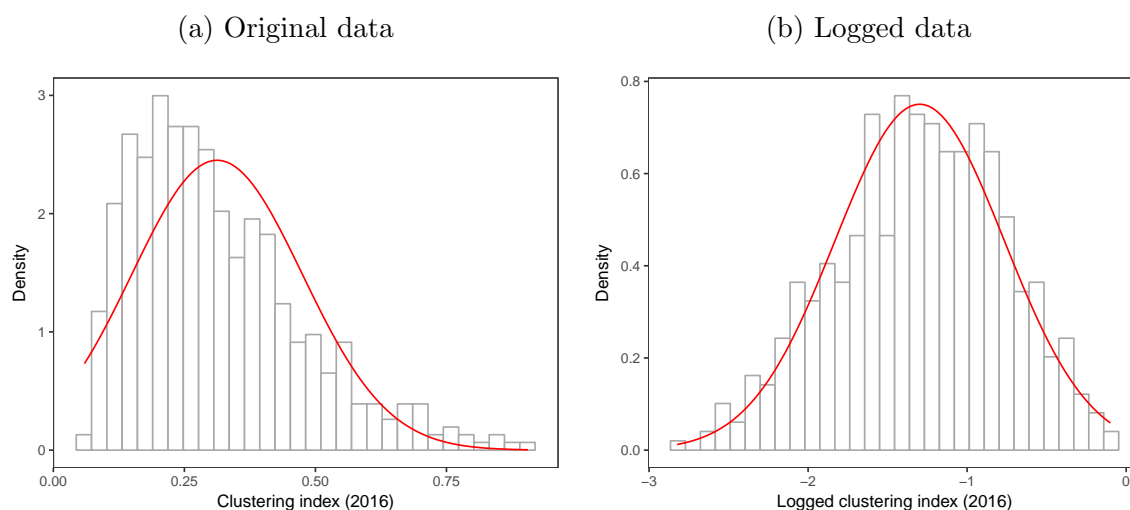 (a) Original data
3
2
1
0
Density
0.00 0.25 0.50 0.75
Clustering index (2016)
(b) Logged data
0.8
0.6
0.4
0.2
0.0
Density
−3 −2 −1 0
Logged clustering index (2016)